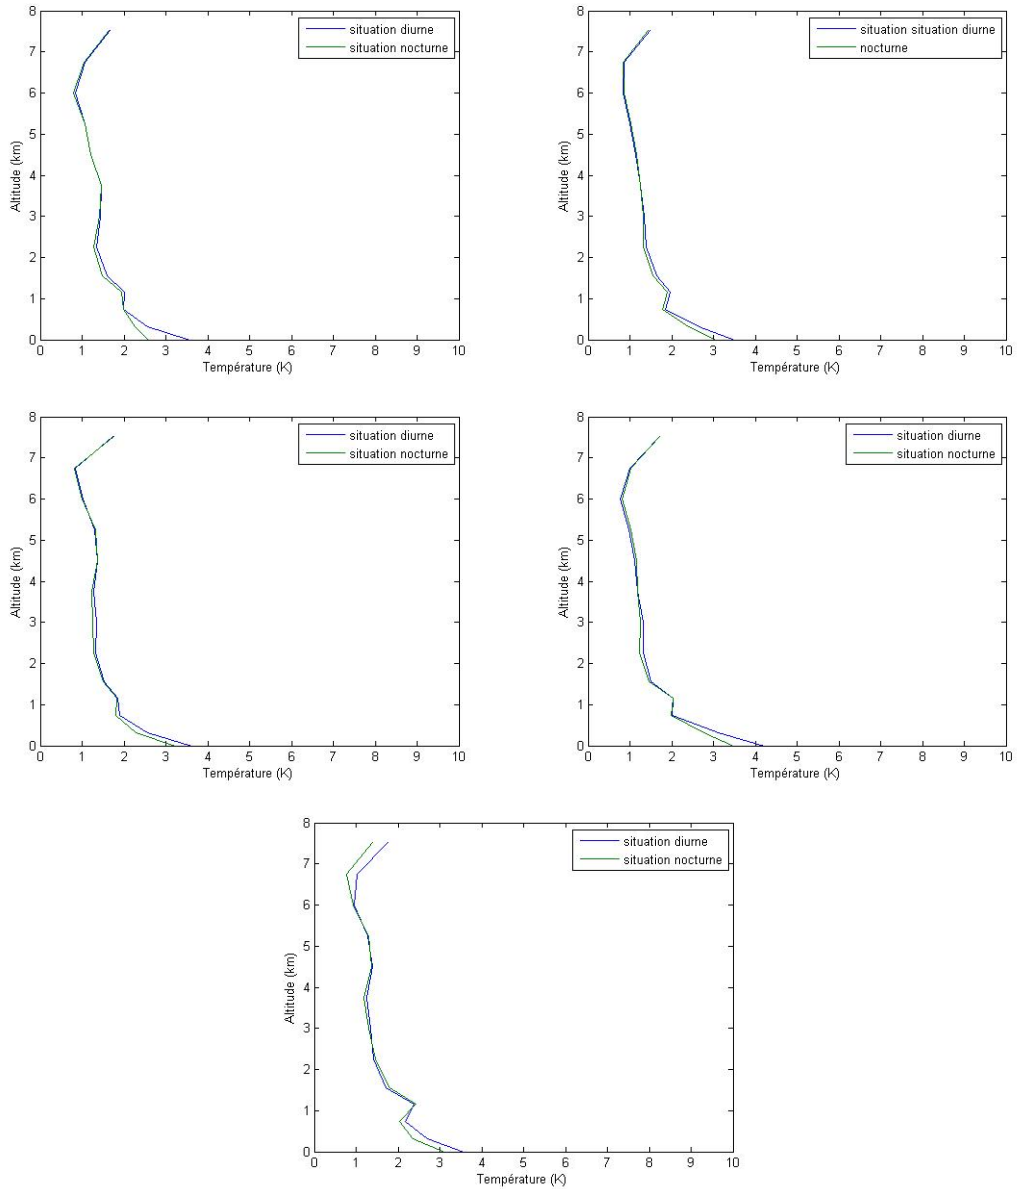 8
7
6
5
4
3
2
1
0
Altitude (km)
situation diurne
situation nocturne
0 1 2 3 4 5 6 7 8 9 10
Température (K)
8
7
6
5
4
3
2
1
0
Altitude (km)
situation situation diurne
nocturne
0 1 2 3 4 5 6 7 8 9 10
Température (K)
8
7
6
5
4
3
2
1
0
Altitude (km)
situation diurne
situation nocturne
0 1 2 3 4 5 6 7 8 9 10
Température (K)
8
7
6
5
4
3
2
1
0
Altitude (km)
situation diurne
situation nocturne
0 1 2 3 4 5 6 7 8 9 10
Température (K)
8
7
6
5
4
3
2
1
0
Altitude (km)
situation diurne
situation nocturne
0 1 2 3 4 5 6 7 8 9 10
Température (K)